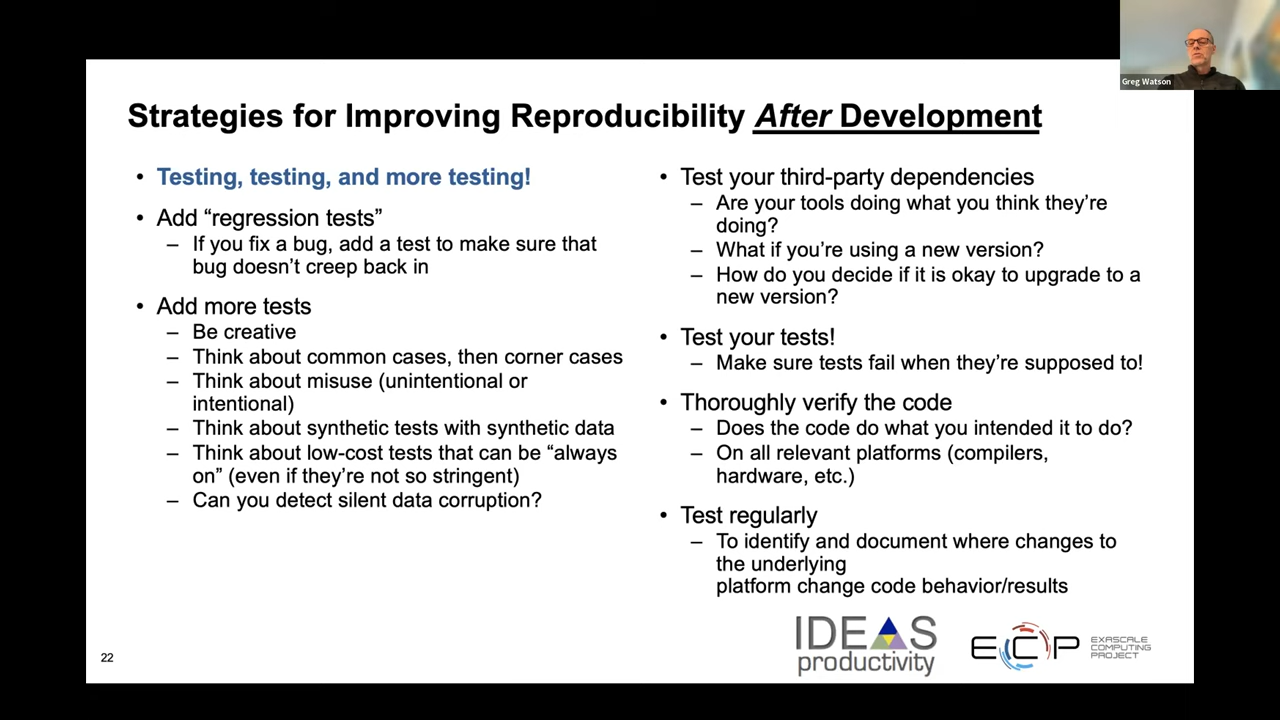 Greg Watson
Strategies for Improving Reproducibility After Development
• Testing, testing, and more testing!
• Add “regression tests”
– If you fix a bug, add a test to make sure that
bug doesn’t creep back in
• Add more tests
– Be creative
– Think about common cases, then corner cases
– Think about misuse (unintentional or
intentional)
– Think about synthetic tests with synthetic data
– Think about low-cost tests that can be “always
on” (even if they’re not so stringent)
– Can you detect silent data corruption?
• Test your third-party dependencies
– Are your tools doing what you think they’re
doing?
– What if you’re using a new version?
– How do you decide if it is okay to upgrade to a
new version?
• Test your tests!
– Make sure tests fail when they’re supposed to!
• Thoroughly verify the code
– Does the code do what you intended it to do?
– On all relevant platforms (compilers,
hardware, etc.)
• Test regularly
– To identify and document where changes to
the underlying
platform change code behavior/results
22
IDEAS
productivity
ECP
EXASCALE
COMPUTING
PROJECT